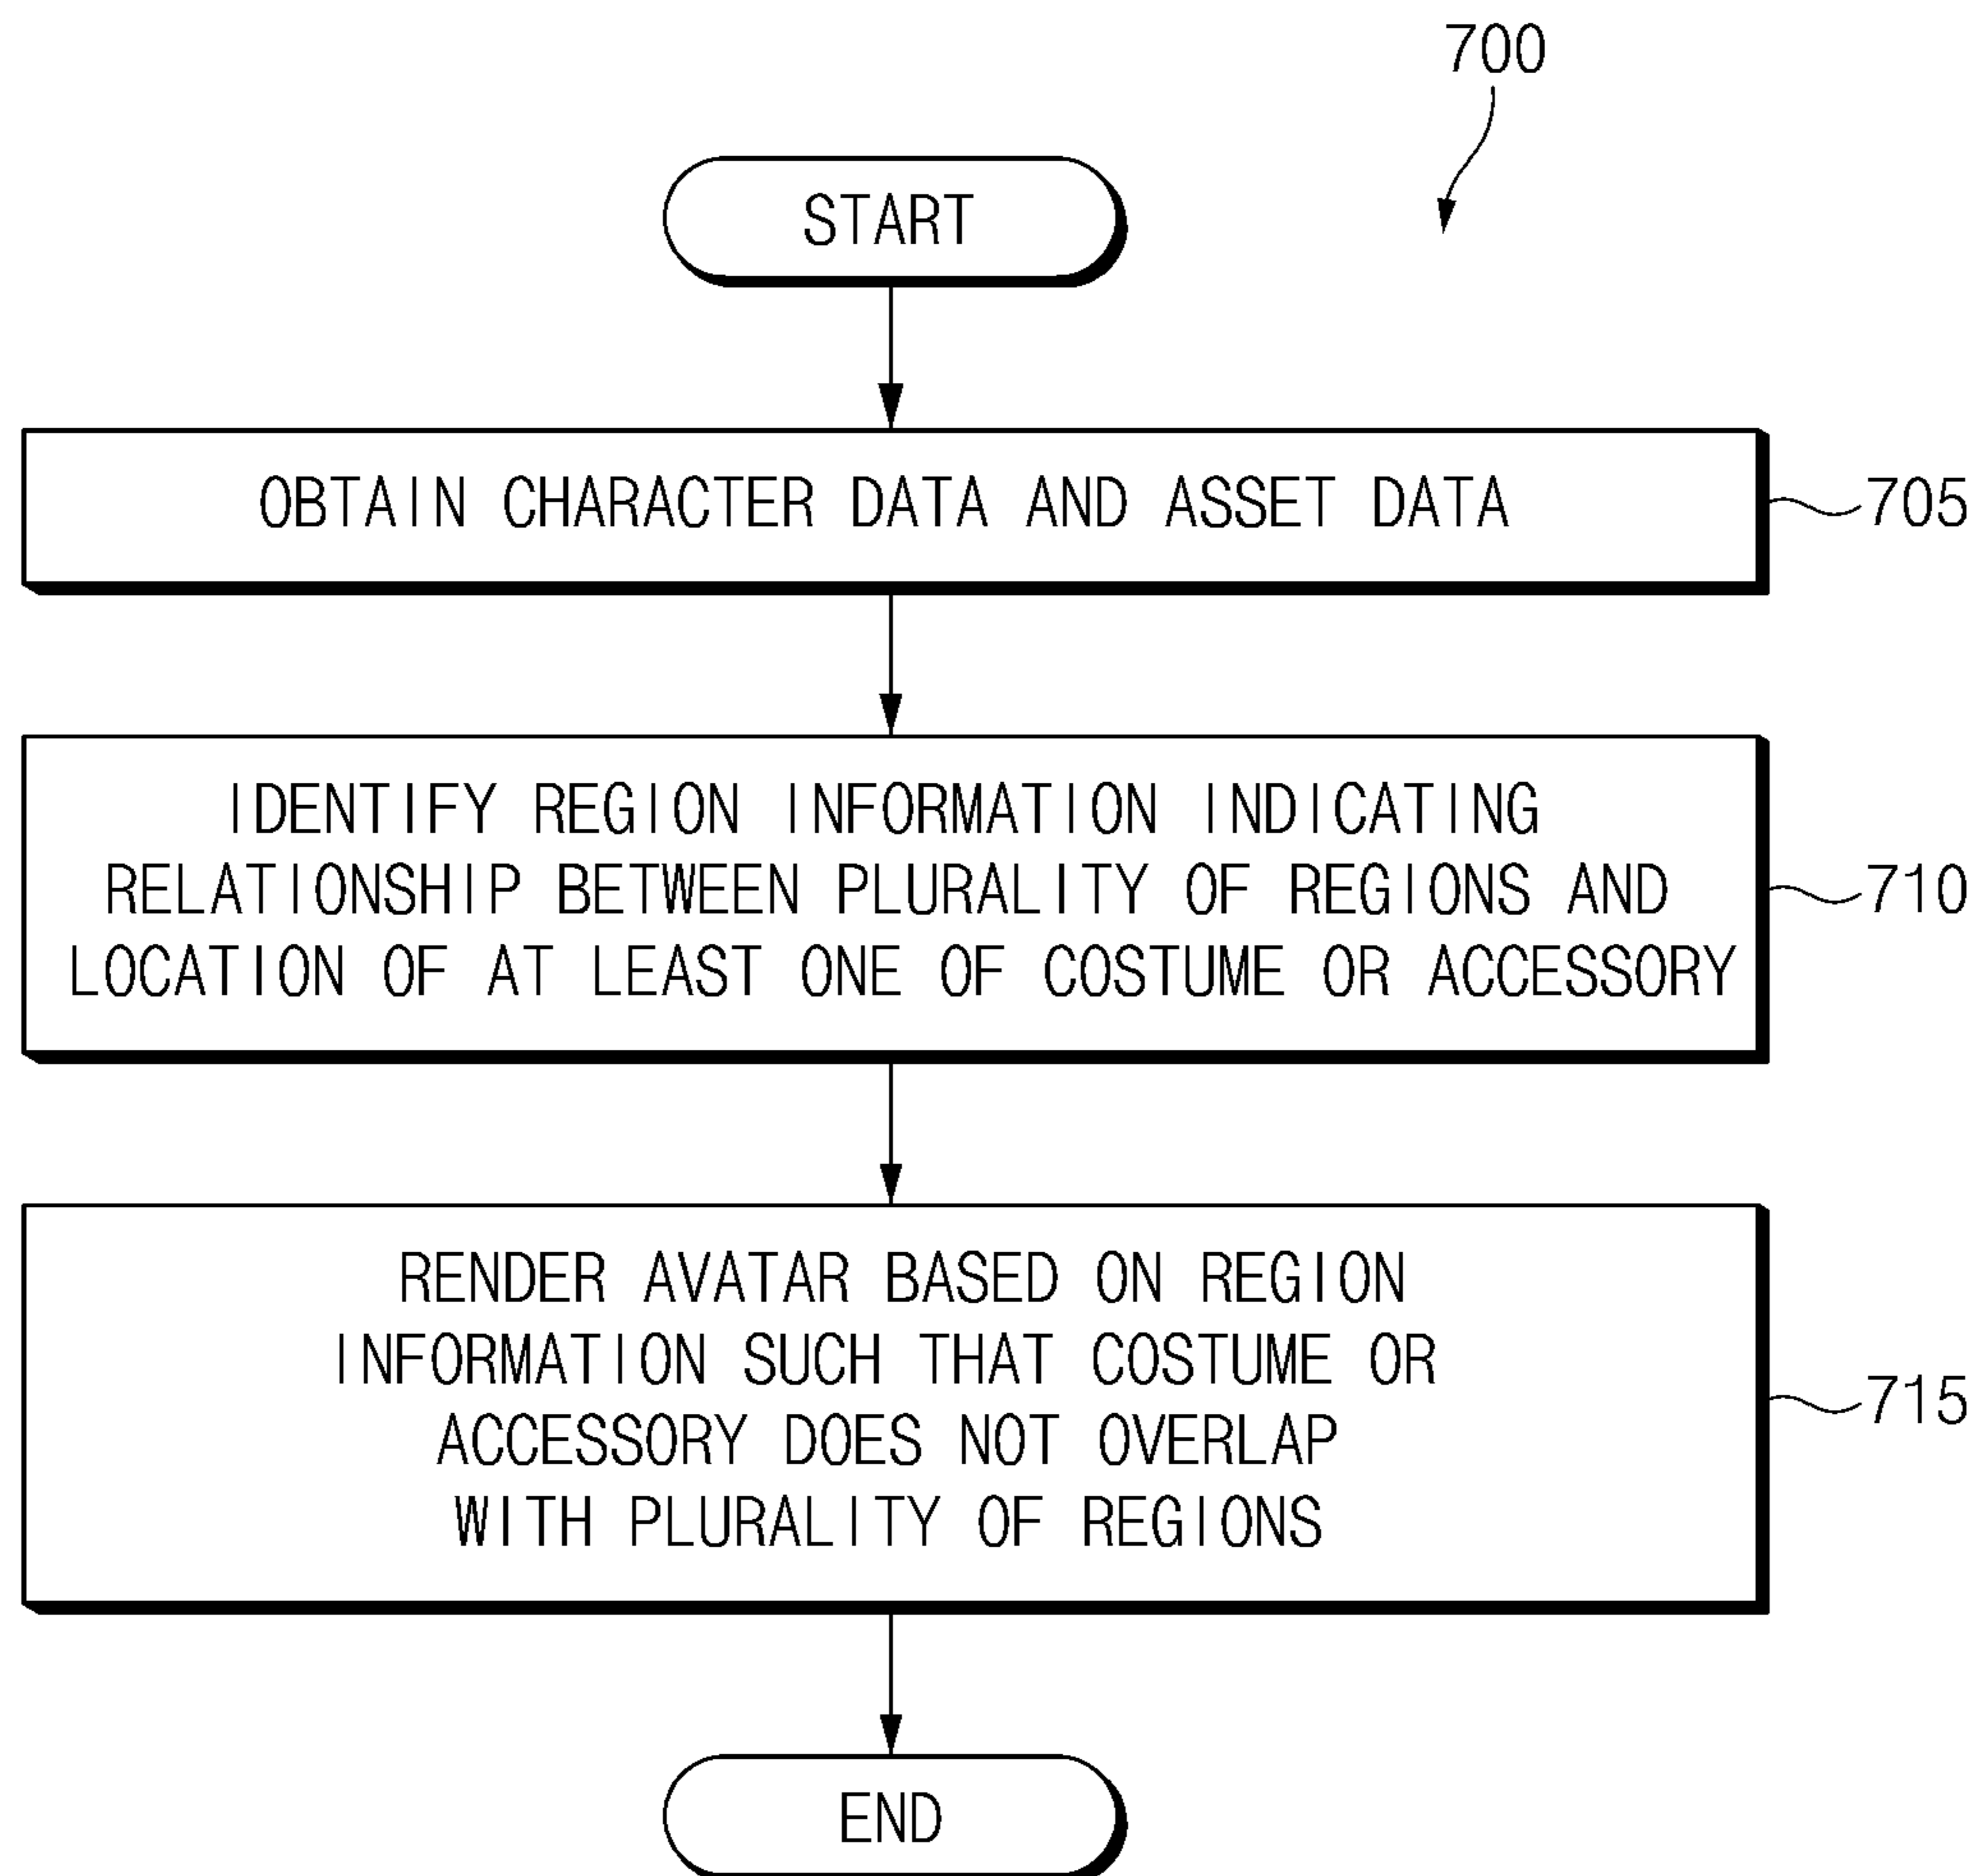 700
START
OBTAIN CHARACTER DATA AND ASSET DATA
705
IDENTIFY REGION INFORMATION INDICATING
RELATIONSHIP BETWEEN PLURALITY OF REGIONS AND
LOCATION OF AT LEAST ONE OF COSTUME OR ACCESSORY
710
RENDER AVATAR BASED ON REGION
INFORMATION SUCH THAT COSTUME OR
ACCESSORY DOES NOT OVERLAP
WITH PLURALITY OF REGIONS
715
END